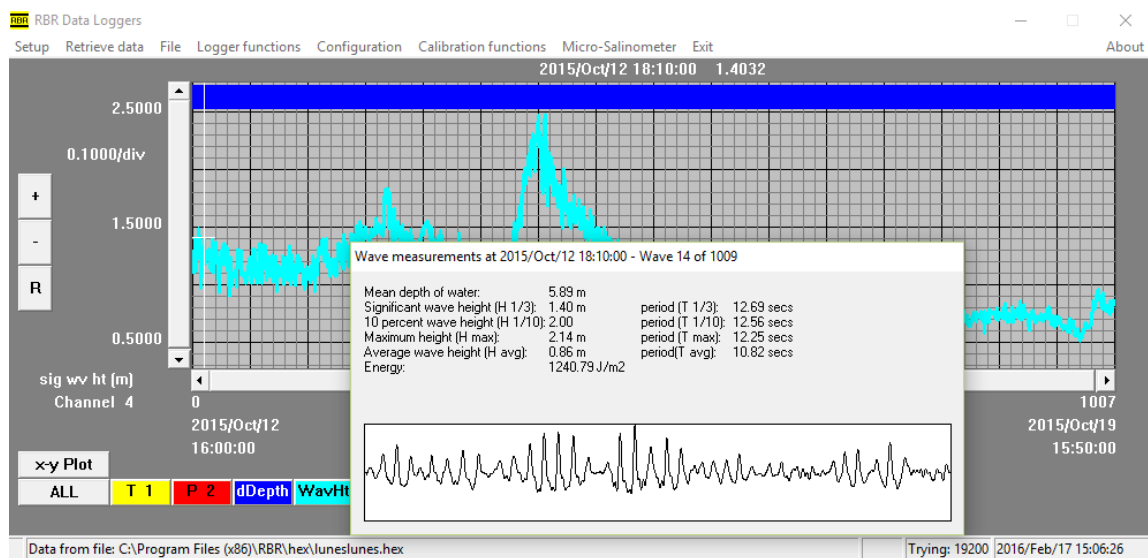 RBR RBR Data Loggers
Setup Retrieve data File Logger functions Configuration Calibration functions Micro-Salinometer Exit About
2015/Oct/12 18:10:00 1.4032
2.5000
0.1000/div
+
1.5000
-
R
0.5000
sig wv ht (m)
Channel 4
0 1007
2015/Oct/12 2015/Oct/19
16:00:00 15:50:00
Wave measurements at 2015/Oct/12 18:10:00 - Wave 14 of 1009
Mean depth of water: 5.89 m
Significant wave height (H 1/3): 1.40 m period (T 1/3): 12.69 secs
10 percent wave height (H 1/10): 2.00 period (T 1/10): 12.56 secs
Maximum height (H max): 2.14 m period (T max): 12.25 secs
Average wave height (H avg): 0.86 m period(T avg): 10.82 secs
Energy: 1240.79 J/m2
x-y Plot
ALL T 1 P 2 dDepth WavHt
Data from file: C:\Program Files (x86)\RBR\hex\luneslunes.hex Trying: 19200 2016/Feb/17 15:06:26